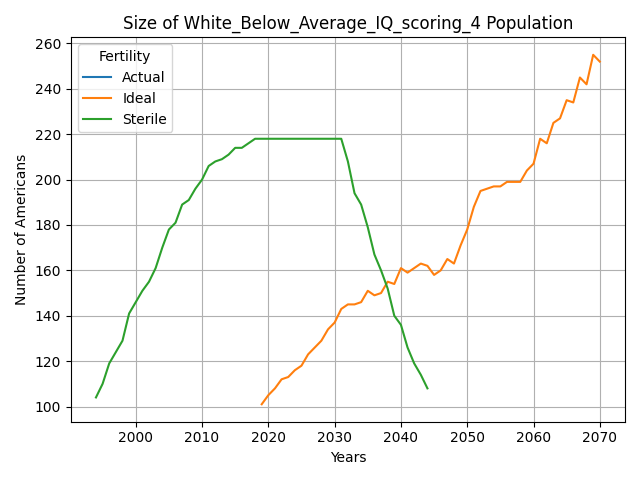 Size of White_Below_Average_IQ_scoring_4 Population
Fertility
Actual
Ideal
Sterile
Number of Americans
260
240
220
200
180
160
140
120
100
2000 2010 2020 2030 2040 2050 2060 2070
Years